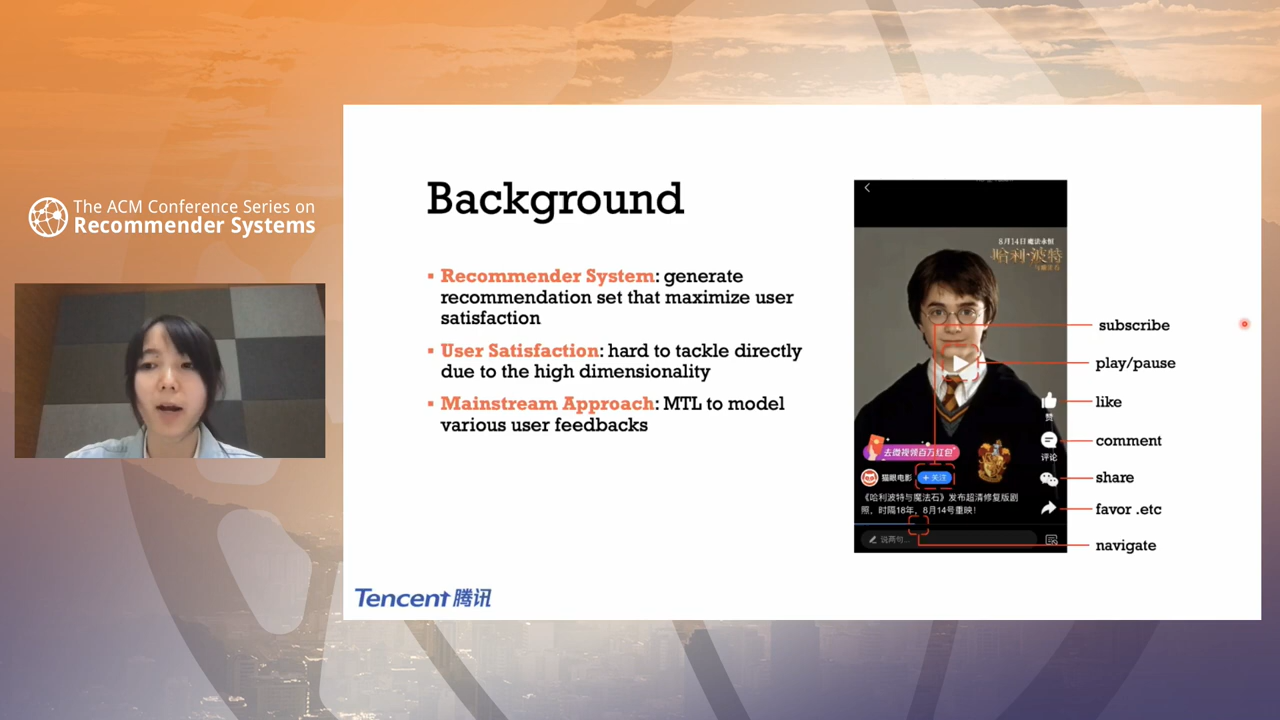 The ACM Conference Series on
Recommender Systems
Background
Recommender System: generate
recommendation set that maximize user
satisfaction
User Satisfaction: hard to tackle directly
due to the high dimensionality
Mainstream Approach: MTL to model
various user feedbacks
8月14日 魔法永恒
哈利·波特
subscribe
play/pause
like
赞
comment
评论
share
favor .etc
navigate
去微视领百万红包
猫眼电影
+ 关注
《哈利波特与魔法石》发布超清修复版剧
照，时隔18年，8月14号重映！
说两句...
Tencent 腾讯